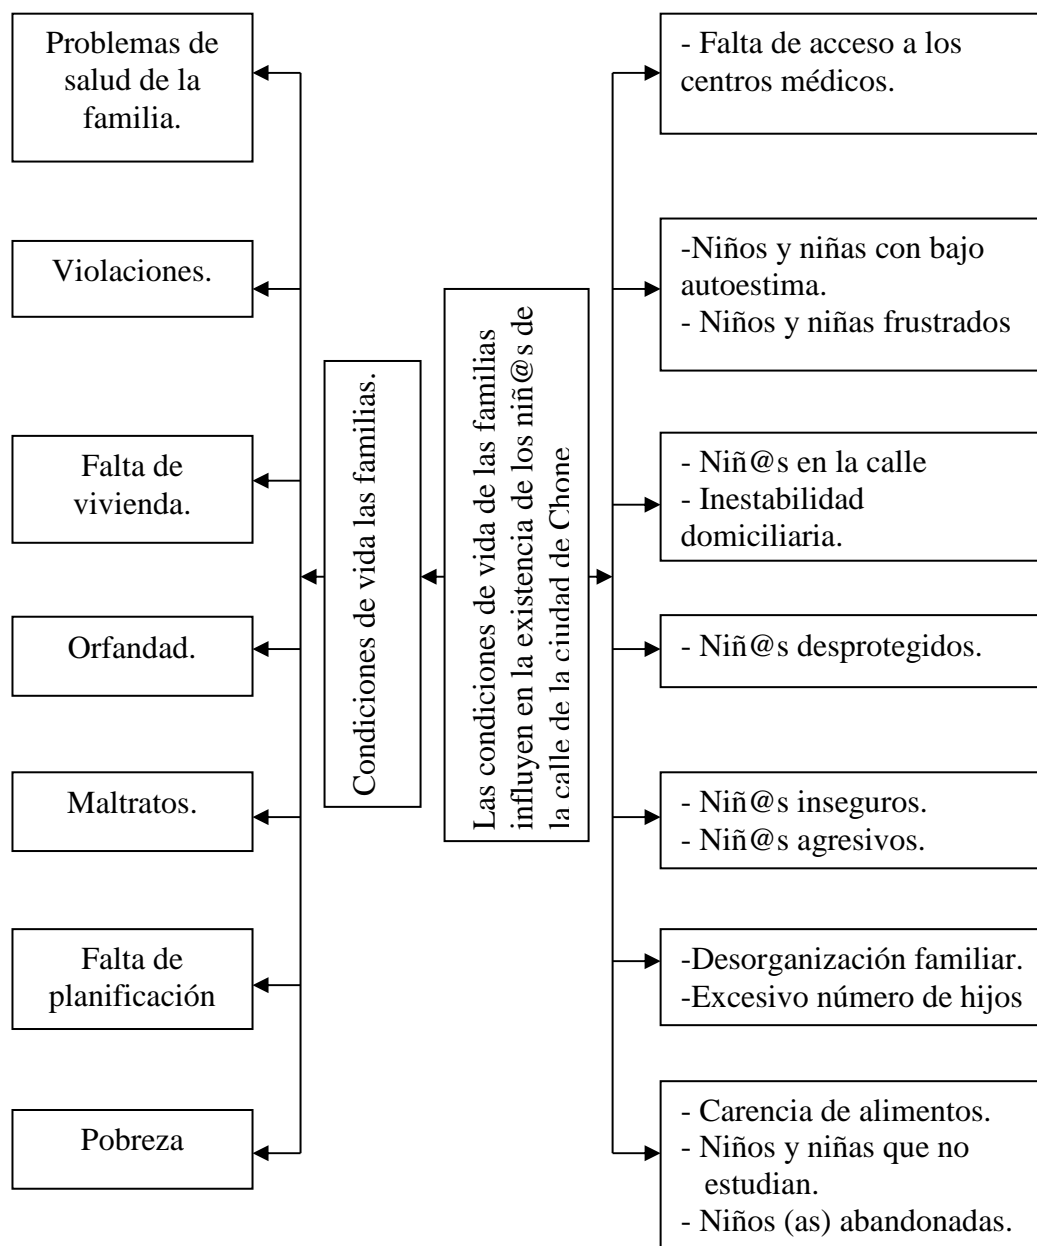 Problemas de
salud de la
familia.
Violaciones.
Falta de
vivienda.
Orfandad.
Maltratos.
Falta de
planificación
Pobreza
Condiciones de vida las familias.
Las condiciones de vida de las familias
influyen en la existencia de los niñ@s de
la calle de la ciudad de Chone
- Falta de acceso a los
centros médicos.
-Niños y niñas con bajo
autoestima.
- Niños y niñas frustrados
- Niñ@s en la calle
- Inestabilidad
domiciliaria.
- Niñ@s desprotegidos.
- Niñ@s inseguros.
- Niñ@s agresivos.
-Desorganización familiar.
-Excesivo número de hijos
- Carencia de alimentos.
- Niños y niñas que no
estudian.
- Niños (as) abandonadas.